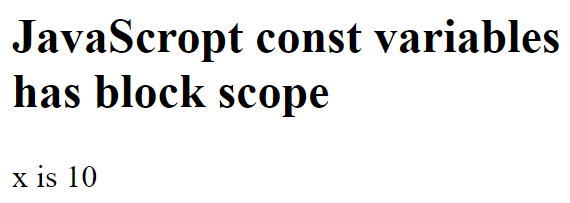 JavaScropt const variables
has block scope
x is 10